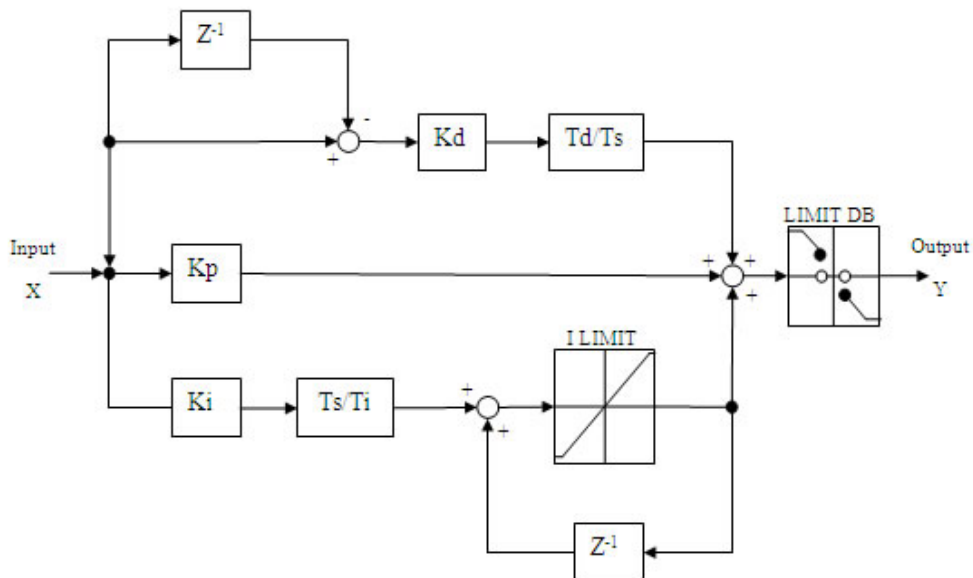 Z-1
-
+
Kd
Td/Ts
LIMIT DB
Input
X
Kp
+
+
+
Output
Y
I LIMIT
Ki
Ts/Ti
+
+
Z-1